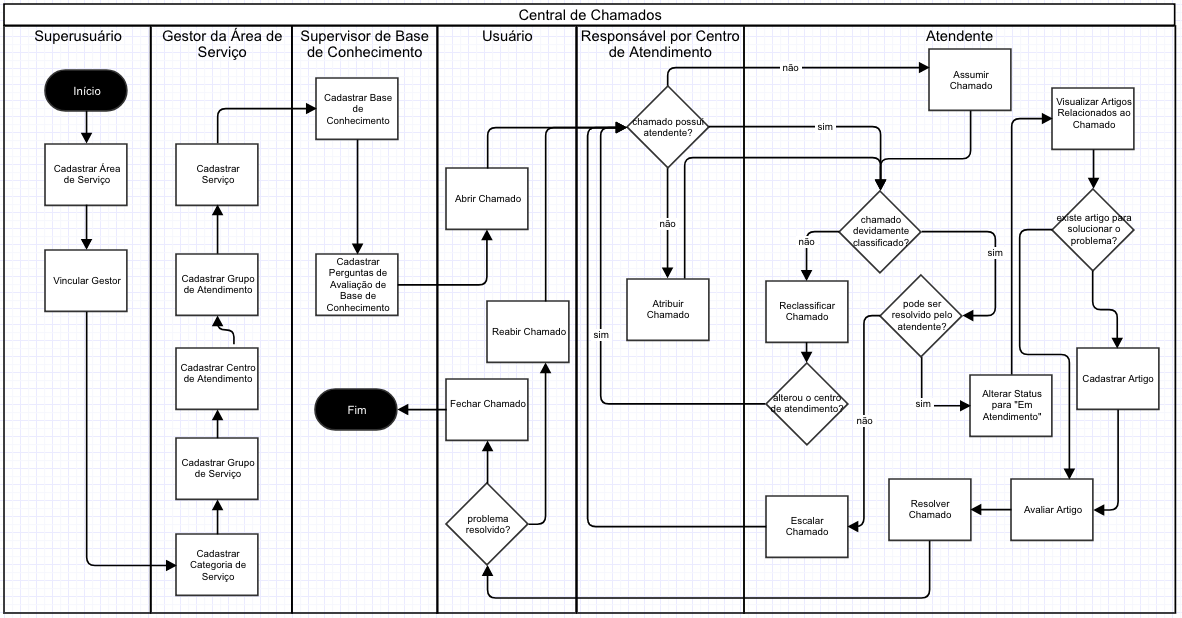 Central de Chamados
Superusuário
Início
Cadastrar Área
de Serviço
Vincular Gestor
Gestor da Área de
Serviço
Cadastrar
Serviço
Cadastrar Grupo
de Atendimento
Cadastrar Centro
de Atendimento
Cadastrar Grupo
de Serviço
Cadastrar
Categoria de
Serviço
Supervisor de Base
de Conhecimento
Cadastrar Base
de
Conhecimento
Cadastrar
Perguntas de
Avaliação de
Base de
Conhecimento
Fim
Usuário
Abrir Chamado
Reabir Chamado
Fechar Chamado
problema
resolvido?
Responsável por Centro
de Atendimento
não
chamado possui
atendente?
sim
não
Atribuir
Chamado
sim
Atendente
Assumir
Chamado
Visualizar Artigos
Relacionados ao
Chamado
chamado
devidamente
classificado?
não
sim
existe artigo para
solucionar o
problema?
Reclassificar
Chamado
pode ser
resolvido pelo
atendente?
alterou o centro
de atendimento?
não
sim
Alterar Status
para "Em
Atendimento"
Cadastrar Artigo
Escalar
Chamado
Resolver
Chamado
Avaliar Artigo